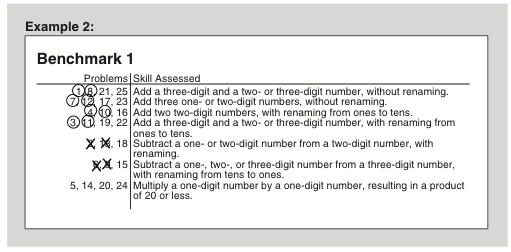 Example 2:
Benchmark 1
Problems Skill Assessed
1, 8, 21, 25 Add a three-digit and a two- or three-digit number, without renaming.
7, 12, 17, 23 Add three one- or two-digit numbers, without renaming.
4, 10, 16 Add two two-digit numbers, with renaming from ones to tens.
3, 11, 19, 22 Add a three-digit and a two- or three-digit number, with renaming from
ones to tens.
18 Subtract a one- or two-digit number from a two-digit number, with
renaming.
15 Subtract a one-, two-, or three-digit number from a three-digit number,
with renaming from tens to ones.
5, 14, 20, 24 Multiply a one-digit number by a one-digit number, resulting in a product
of 20 or less.